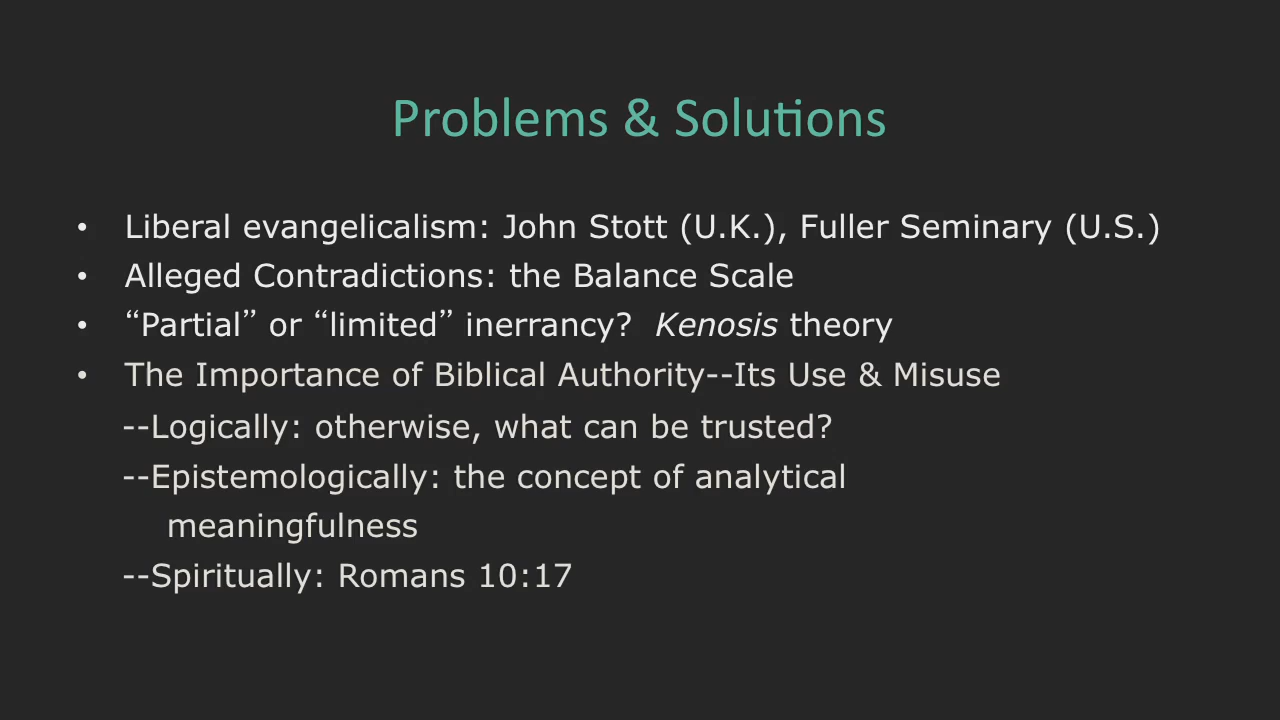 Problems & Solutions
• Liberal evangelicalism: John Stott (U.K.), Fuller Seminary (U.S.)
• Alleged Contradictions: the Balance Scale
• “Partial” or “limited” inerrancy?  Kenosis theory
• The Importance of Biblical Authority--Its Use & Misuse
--Logically: otherwise, what can be trusted?
--Epistemologically: the concept of analytical
meaningfulness
--Spiritually: Romans 10:17